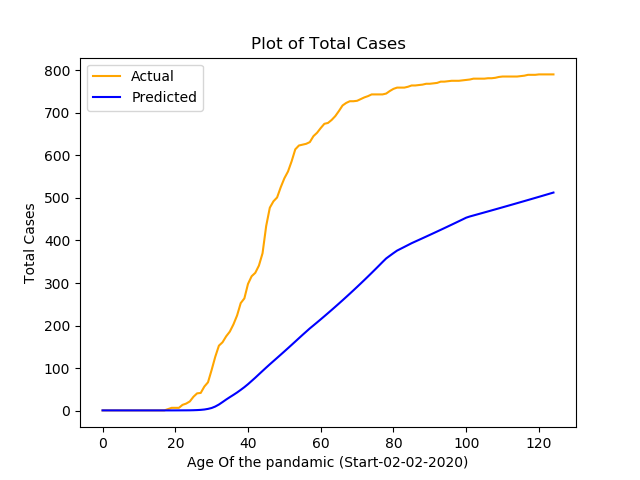 Plot of Total Cases
Actual
Predicted
800
700
600
500
400
300
200
100
0
Total Cases
0 20 40 60 80 100 120
Age Of the pandamic (Start-02-02-2020)